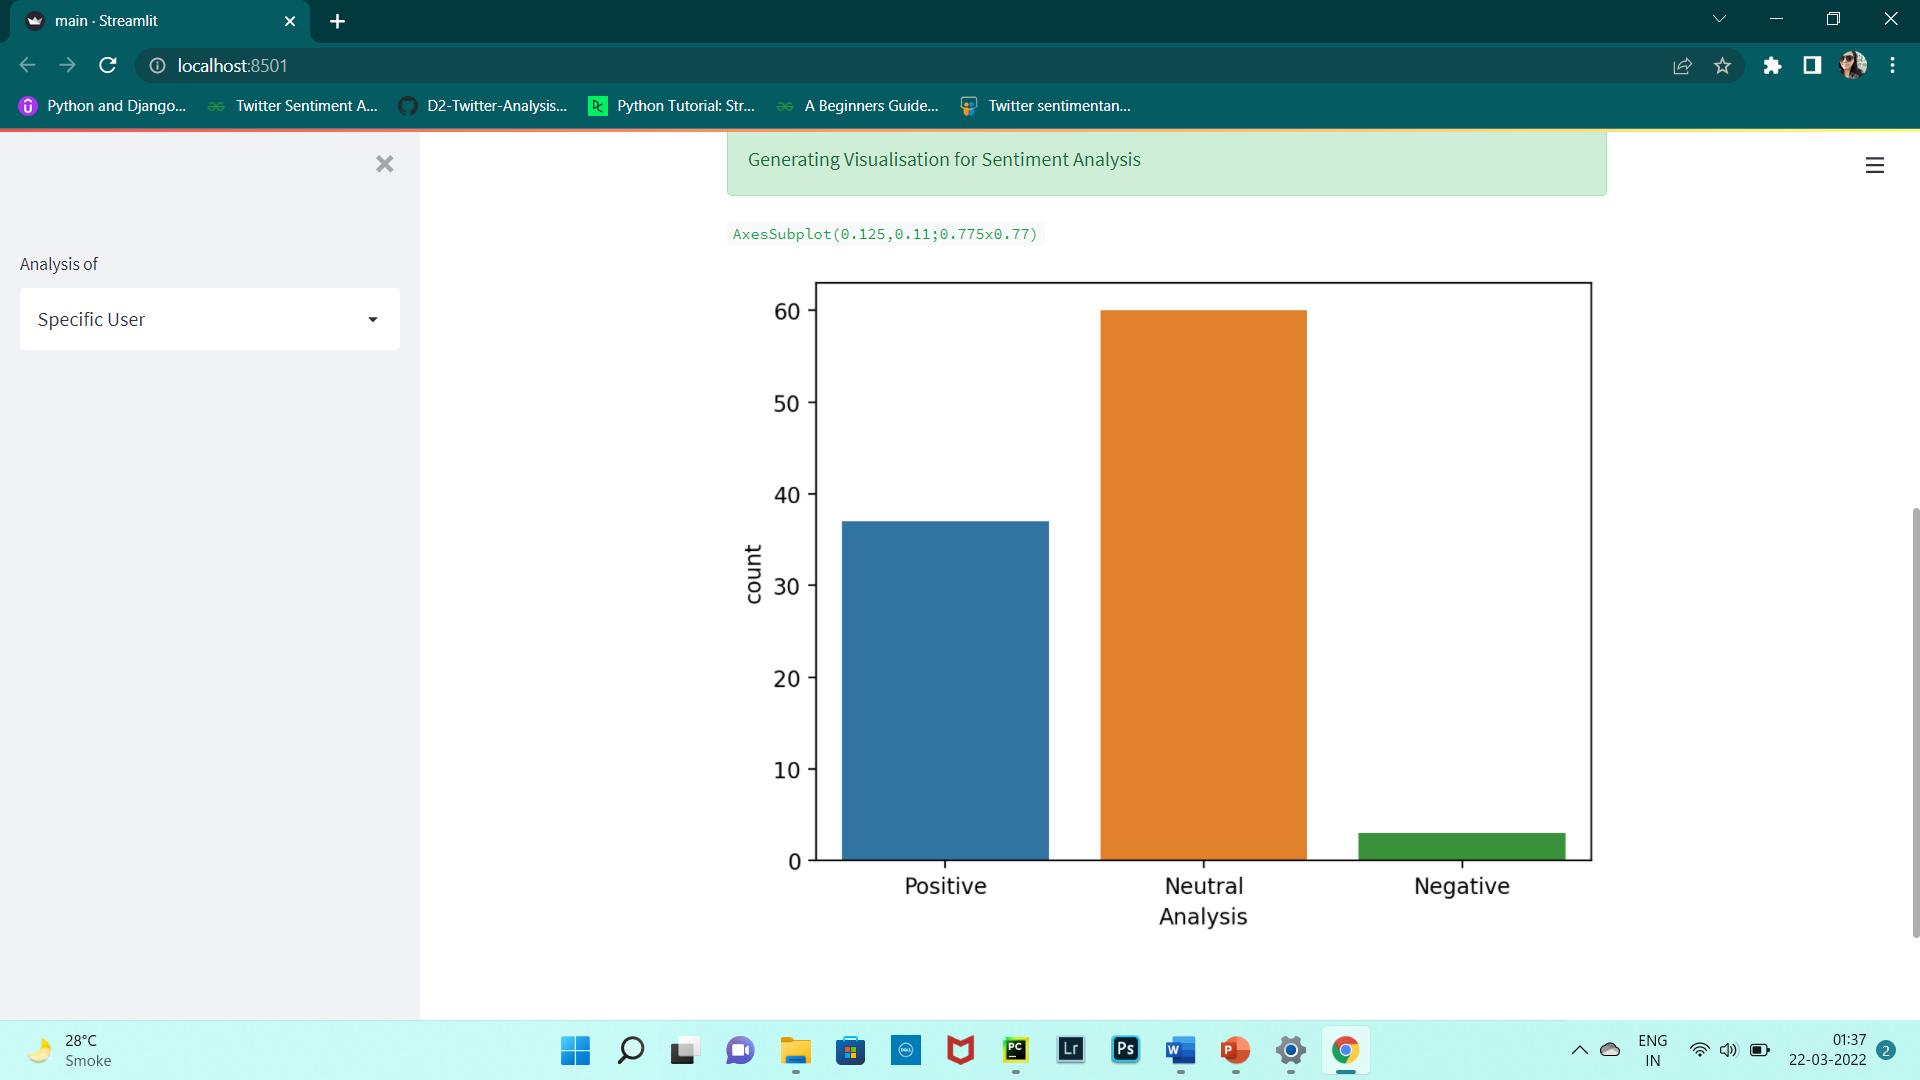 main · Streamlit
localhost:8501
Python and Django...
Twitter Sentiment A...
D2-Twitter-Analysis...
Python Tutorial: Str...
A Beginners Guide...
Twitter sentimentan...
Analysis of
Specific User
Generating Visualisation for Sentiment Analysis
AxesSubplot(0.125,0.11;0.775x0.77)
60
50
40
30
20
10
0
count
Positive
Neutral
Negative
Analysis
28°C
Smoke
PC
Lr
Ps
W
P
ENG
IN
01:37
22-03-2022
2